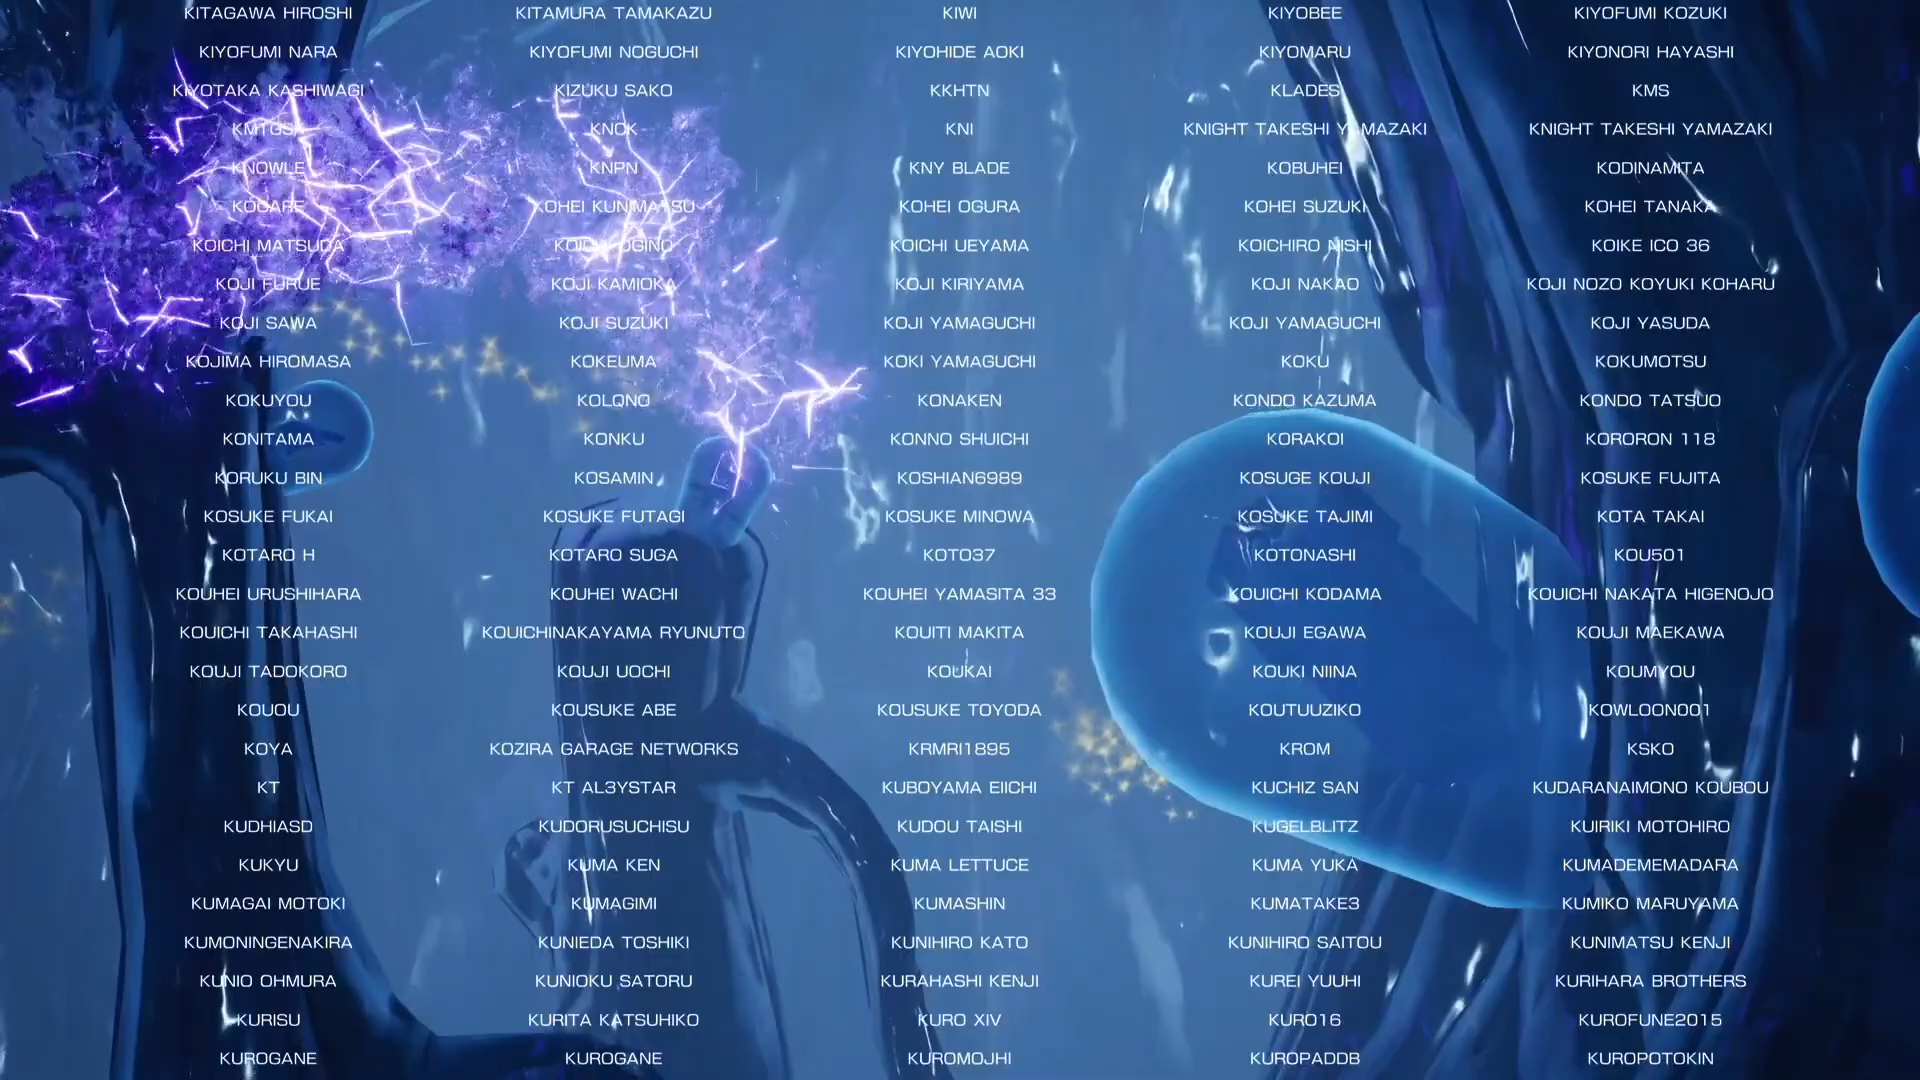 KITAGAWA HIROSHI KITAMURA TAMAKAZU KIWI KIYOBEE KIYOFUMI KOZUKI
KIYOFUMI NARA KIYOFUMI NOGUCHI KIYOHIDE AOKI KIYOMARU KIYONORI HAYASHI
KIYOTAKA KASHIWAGI KIZUKU SAKO KKHTN KLADES KMS
KMTGS KNCK KNI KNIGHT TAKESHI YAMAZAKI KNIGHT TAKESHI YAMAZAKI
KNOWLE KNPN KNY BLADE KOBUHEI KODINAMITA
KOHEI KUNIMATSU KOHEI OGURA KOHEI SUZUKI KOHEI TANAKA
KOICHI MATSUDA KOICHI OGINO KOICHI UEYAMA KOICHIRO NISHI KOIKE ICO 36
KOJI FURUE KOJI KAMIOKA KOJI KIRIYAMA KOJI NAKAO KOJI NOZO KOYUKI KOHARU
KOJI SAWA KOJI SUZUKI KOJI YAMAGUCHI KOJI YAMAGUCHI KOJI YASUDA
KOJIMA HIROMASA KOKEUMA KOKI YAMAGUCHI KOKU KOKUMOTSU
KOKUYOU KOLQNQ KONAKEN KONDO KAZUMA KONDO TATSUO
KONITAMA KONKU KONNO SHUICHI KORAKOI KORORON 118
KORUKU BIN KOSAMIN KOSHIAN6989 KOSUGE KOUJI KOSUKE FUJITA
KOSUKE FUKAI KOSUKE FUTAGI KOSUKE MINOWA KOSUKE TAJIMI KOTA TAKAI
KOTARO H KOTARO SUGA KOTO37 KOTONASHI KOU501
KOUHEI URUSHIHARA KOUHEI WACHI KOUHEI YAMASITA 33 KOUICHI KODAMA KOUICHI NAKATA HIGENOJO
KOUICHI TAKAHASHI KOUICHINAKAYAMA RYUNUTO KOUITI MAKITA KOUJI EGAWA KOUJI MAEKAWA
KOUJI TADOKORO KOUJI UOCHI KOUKAI KOUKI NIINA KOUMYOU
KOUOU KOUSUKE ABE KOUSUKE TOYODA KOUTUUZIKO KOWLOON001
KOYA KOZIRA GARAGE NETWORKS KRMRI1895 KROM KSKO
KT KT AL3YSTAR KUBOYAMA EIICHI KUCHIZ SAN KUDARANAIMONO KOUBOU
KUDHIASD KUDORUSUCHISU KUDOU TAISHI KUGELBLITZ KUIRIKI MOTOHIRO
KUKYU KUMA KEN KUMA LETTUCE KUMA YUKA KUMADEMEMADARA
KUMAGAI MOTOKI KUMAGIMI KUMASHIN KUMATAKE3 KUMIKO MARUYAMA
KUMONINGENAKIRA KUNIEDA TOSHIKI KUNIHIRO KATO KUNIHIRO SAITOU KUNIMATSU KENJI
KUNIO OHMURA KUNIOKU SATORU KURAHASHI KENJI KUREI YUUHI KURIHARA BROTHERS
KURISU KURITA KATSUHIKO KURO XIV KURO16 KUROFUNE2015
KUROGANE KUROGANE KUROMOJHI KUROPADDB KUROPOTOKIN